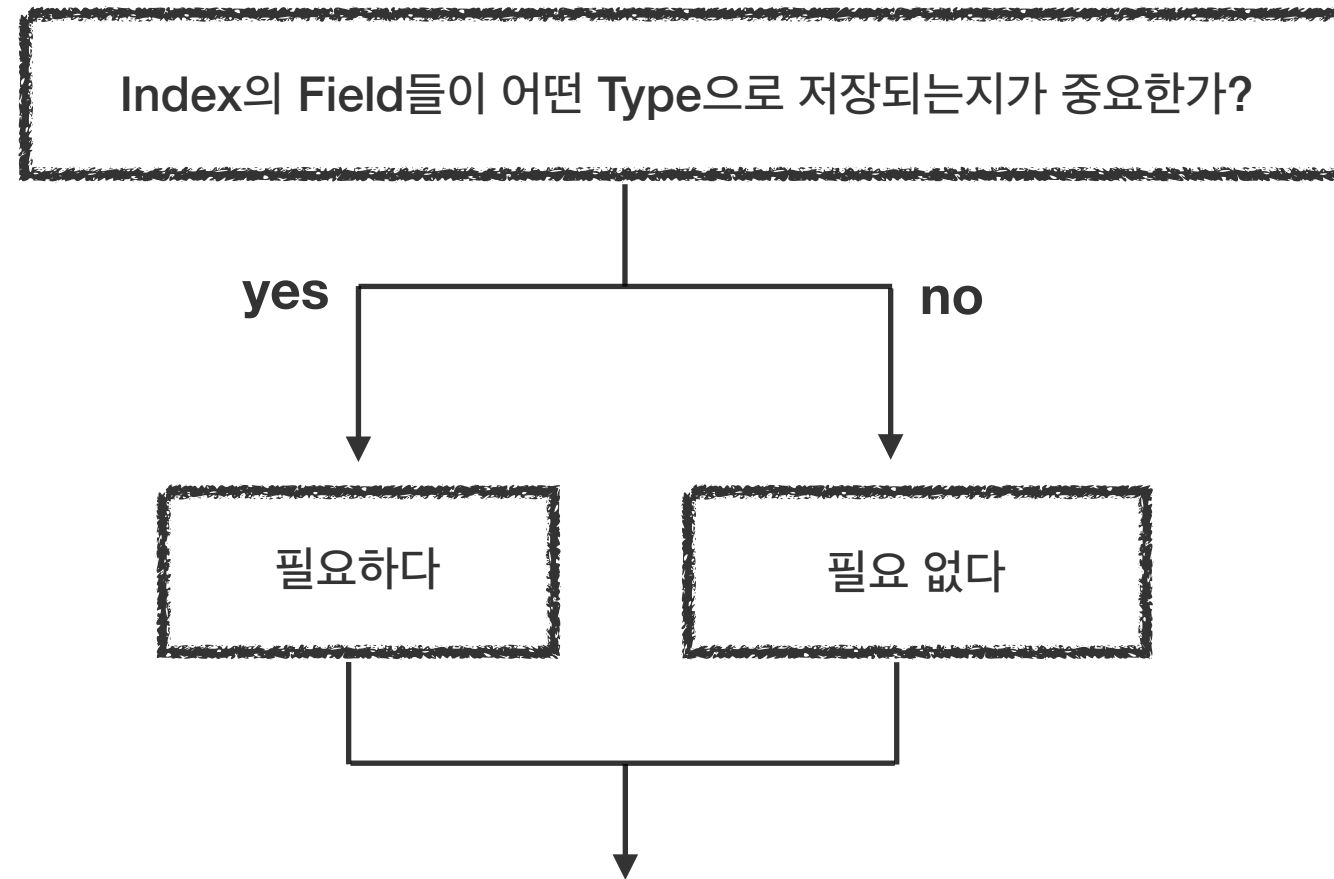 Index의 Field들이 어떤 Type으로 저장되는지가 중요한가?
yes
no
필요하다
필요 없다